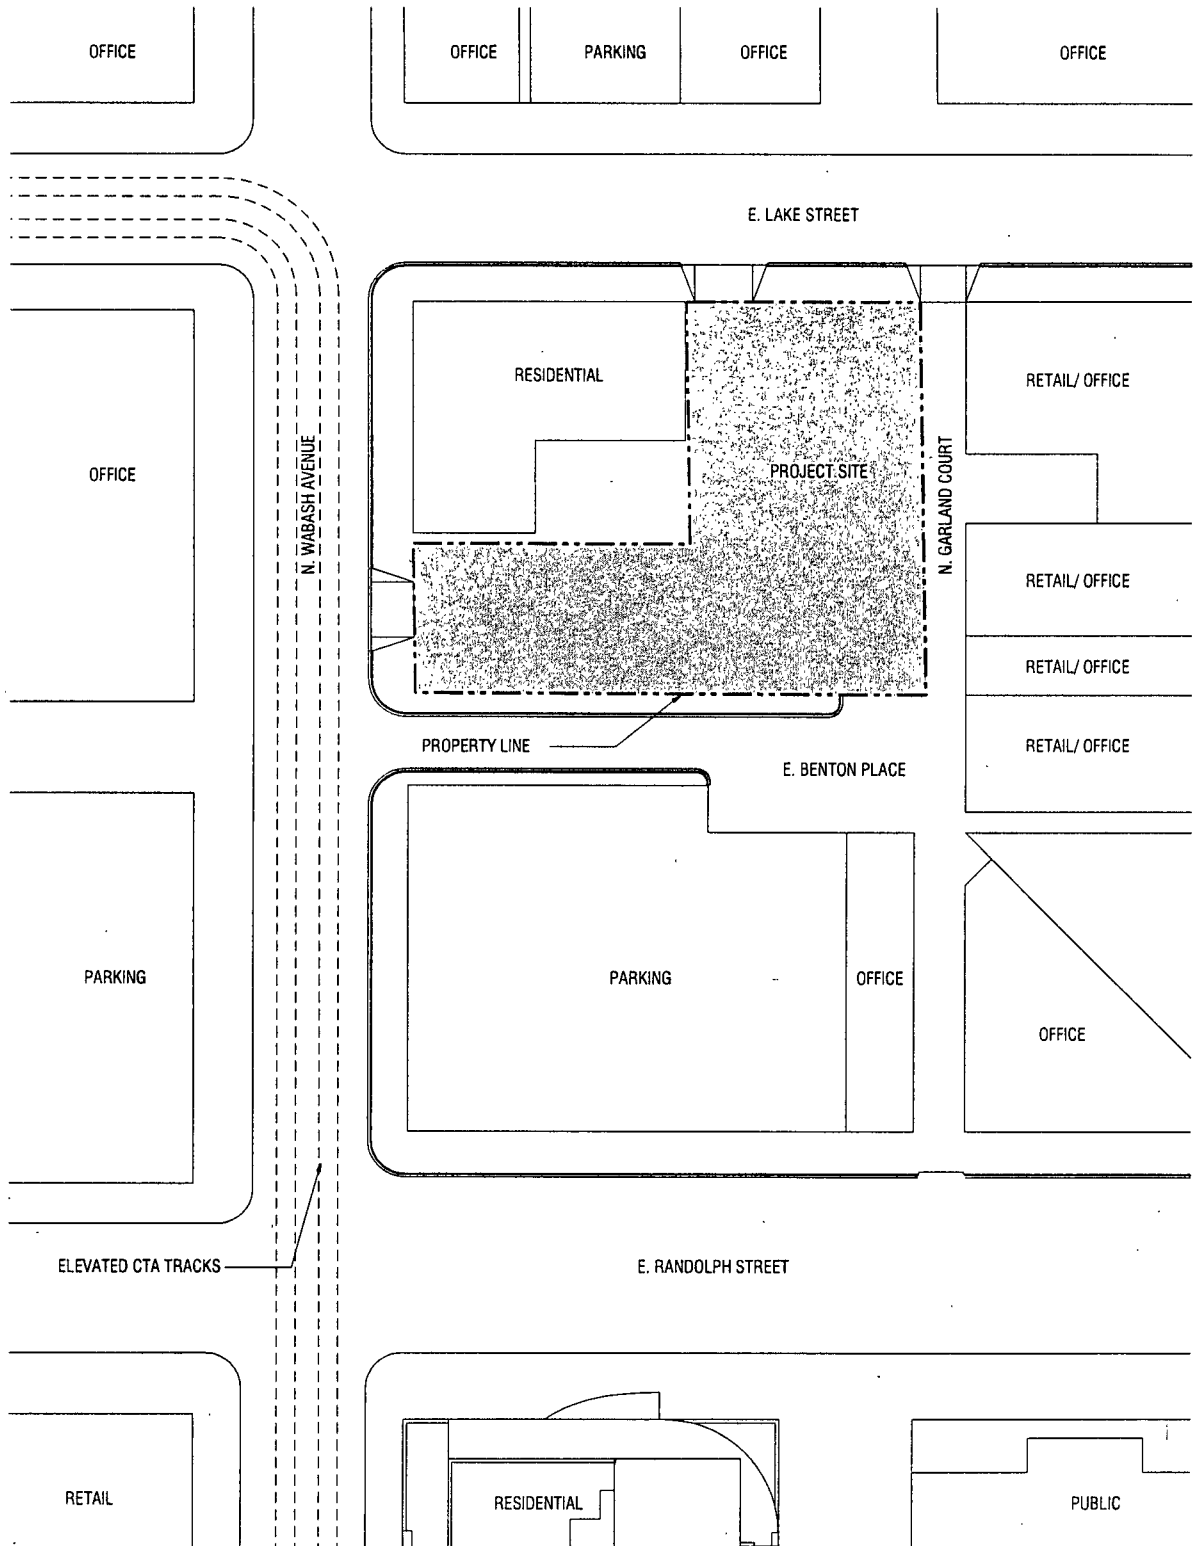 OFFICE
OFFICE
PARKING
OFFICE
OFFICE
E. LAKE STREET
RESIDENTIAL
RETAIL/ OFFICE
N. WABASH AVENUE
OFFICE
PROJECT SITE
N. GARLAND COURT
RETAIL/ OFFICE
RETAIL/ OFFICE
PROPERTY LINE
RETAIL/ OFFICE
E. BENTON PLACE
PARKING
PARKING
OFFICE
OFFICE
ELEVATED CTA TRACKS
E. RANDOLPH STREET
RETAIL
RESIDENTIAL
PUBLIC